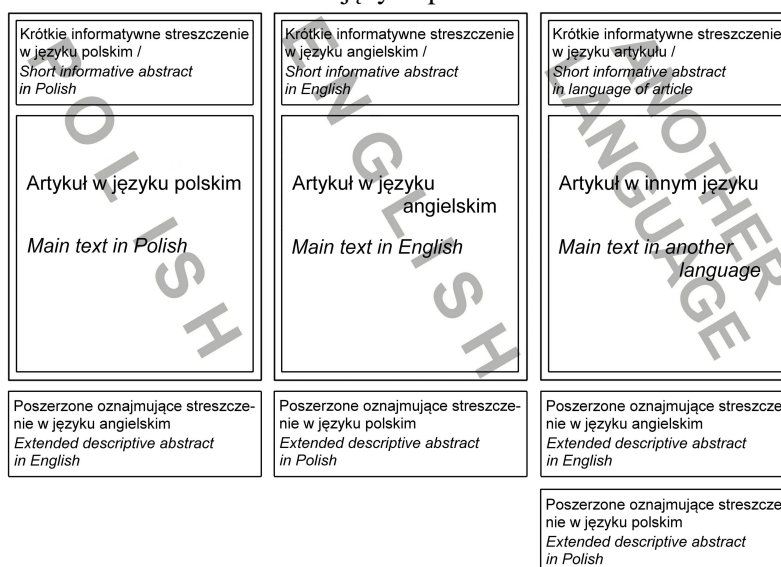 Krótkie informatywne streszczenie
w języku polskim /
Short informative abstract
in Polish
Artykuł w języku polskim
Main text in Polish
POLISH
Poszerzone oznajmujące streszcze-
nie w języku angielskim
Extended descriptive abstract
in English
Krótkie informatywne streszczenie
w języku angielskim /
Short informative abstract
in English
Artykuł w języku
angielskim
Main text in English
ENGLISH
Poszerzone oznajmujące streszcze-
nie w języku polskim
Extended descriptive abstract
in Polish
Krótkie informatywne streszczenie
w języku artykułu /
Short informative abstract
in language of article
Artykuł w innym języku
Main text in another
language
ANOTHER
LANGUAGE
Poszerzone oznajmujące streszcze
nie w języku angielskim
Extended descriptive abstract
in English
Poszerzone oznajmujące streszcze
nie w języku polskim
Extended descriptive abstract
in Polish